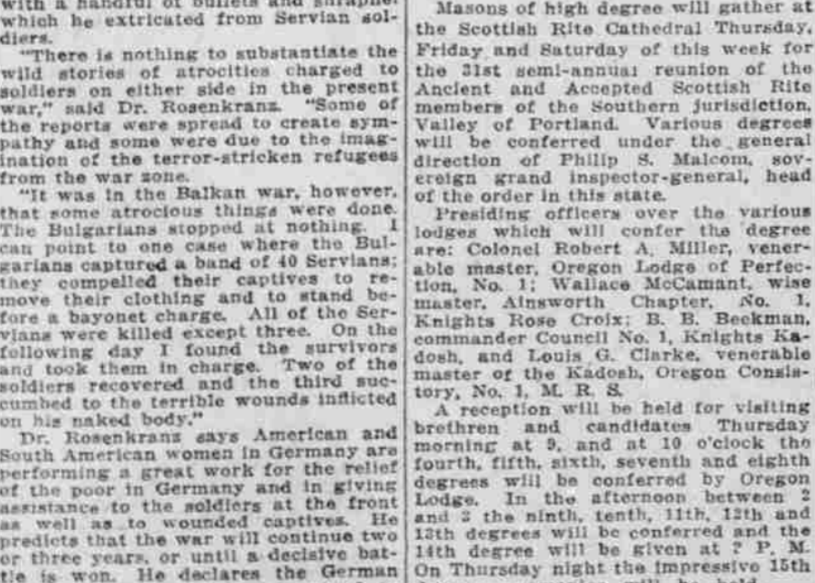 with a handful of bullets and shrapnel
which he extricated from Servian sol-
diers.
"There is nothing to substantiate the
wild stories of atrocities charged to
soldiers on either side in the present
war," said Dr. Rosenkranz. "Some of
the reports were spread to create sym-
pathy and some were due to the imag-
ination of the terror-stricken refugees
from the war zone.
"It was in the Balkan war, however,
that some atrocious things were done.
The Bulgarians stopped at nothing. I
can point to one case where the Bul-
garians captured a band of 40 Servians;
they compelled their captives to re-
move their clothing and to stand be-
fore a bayonet charge. All of the Ser-
vians were killed except three. On the
following day I found the survivors
and took them in charge. Two of the
soldiers recovered and the third suc-
cumbed to the terrible wounds inflicted
on his naked body."
Dr. Rosenkrans says American and
South American women in Germany are
performing a great work for the relief
of the poor in Germany and in giving
assistance to the soldiers at the front
as well as to wounded captives. He
predicts that the war will continue two
or three years, or until a decisive bat-
tle is won. He declares the German
Masons of high degree will gather at
the Scottish Rite Cathedral Thursday,
Friday and Saturday of this week for
the 31st semi-annual reunion of the
Ancient and Accepted Scottish Rite
members of the Southern jurisdiction,
Valley of Portland. Various degrees
will be conferred under the general
direction of Philip S. Malcom, sov-
ereign grand inspector-general, head
of the order in this state.
Presiding officers over the various
lodges which will confer the degree
are: Colonel Robert A. Miller, vener-
able master, Oregon Lodge of Perfec-
tion, No. 1; Wallace McCamant, wise
master, Ainsworth Chapter, No. 1,
Knights Rose Croix; B. B. Beekman,
commander Council No. 1, Knights Ka-
dosh, and Louis G. Clarke, venerable
master of the Kadosh, Oregon Consis-
tory, No. 1, M. R. S.
A reception will be held for visiting
brethren and candidates Thursday
morning at 9, and at 10 o'clock the
fourth, fifth, sixth, seventh and eighth
degrees will be conferred by Oregon
Lodge. In the afternoon between 2
and 3 the ninth, tenth, 11th, 12th and
13th degrees will be conferred and the
14th degree will be given at P. M.
On Thursday night the impressive 15th